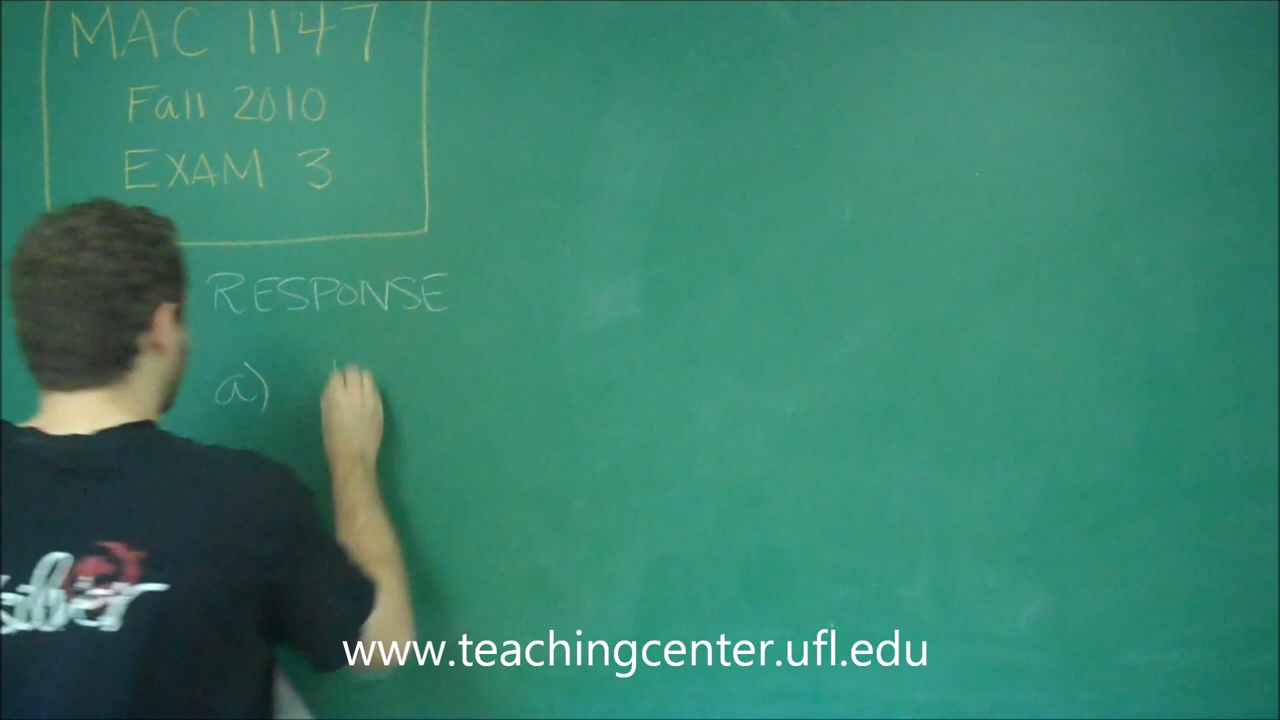 MAC 1147
Fall 2010
EXAM 3
RESPONSE
a)
www.teachingcenter.ufl.edu